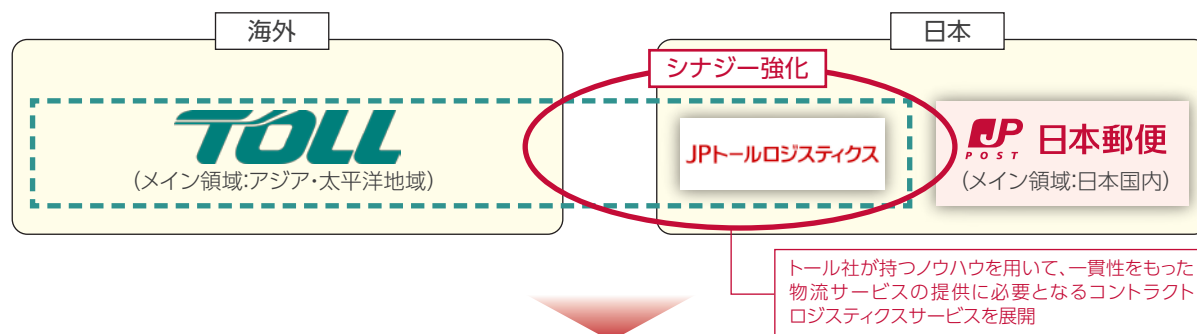 海外
日本
シナジー強化
TOLL
(メイン領域:アジア・太平洋地域)
JPトールロジスティクス
JP
POST
日本郵便
(メイン領域:日本国内)
トール社が持つノウハウを用いて、一貫性をもった
物流サービスの提供に必要となるコントラクト
ロジスティクスサービスを展開